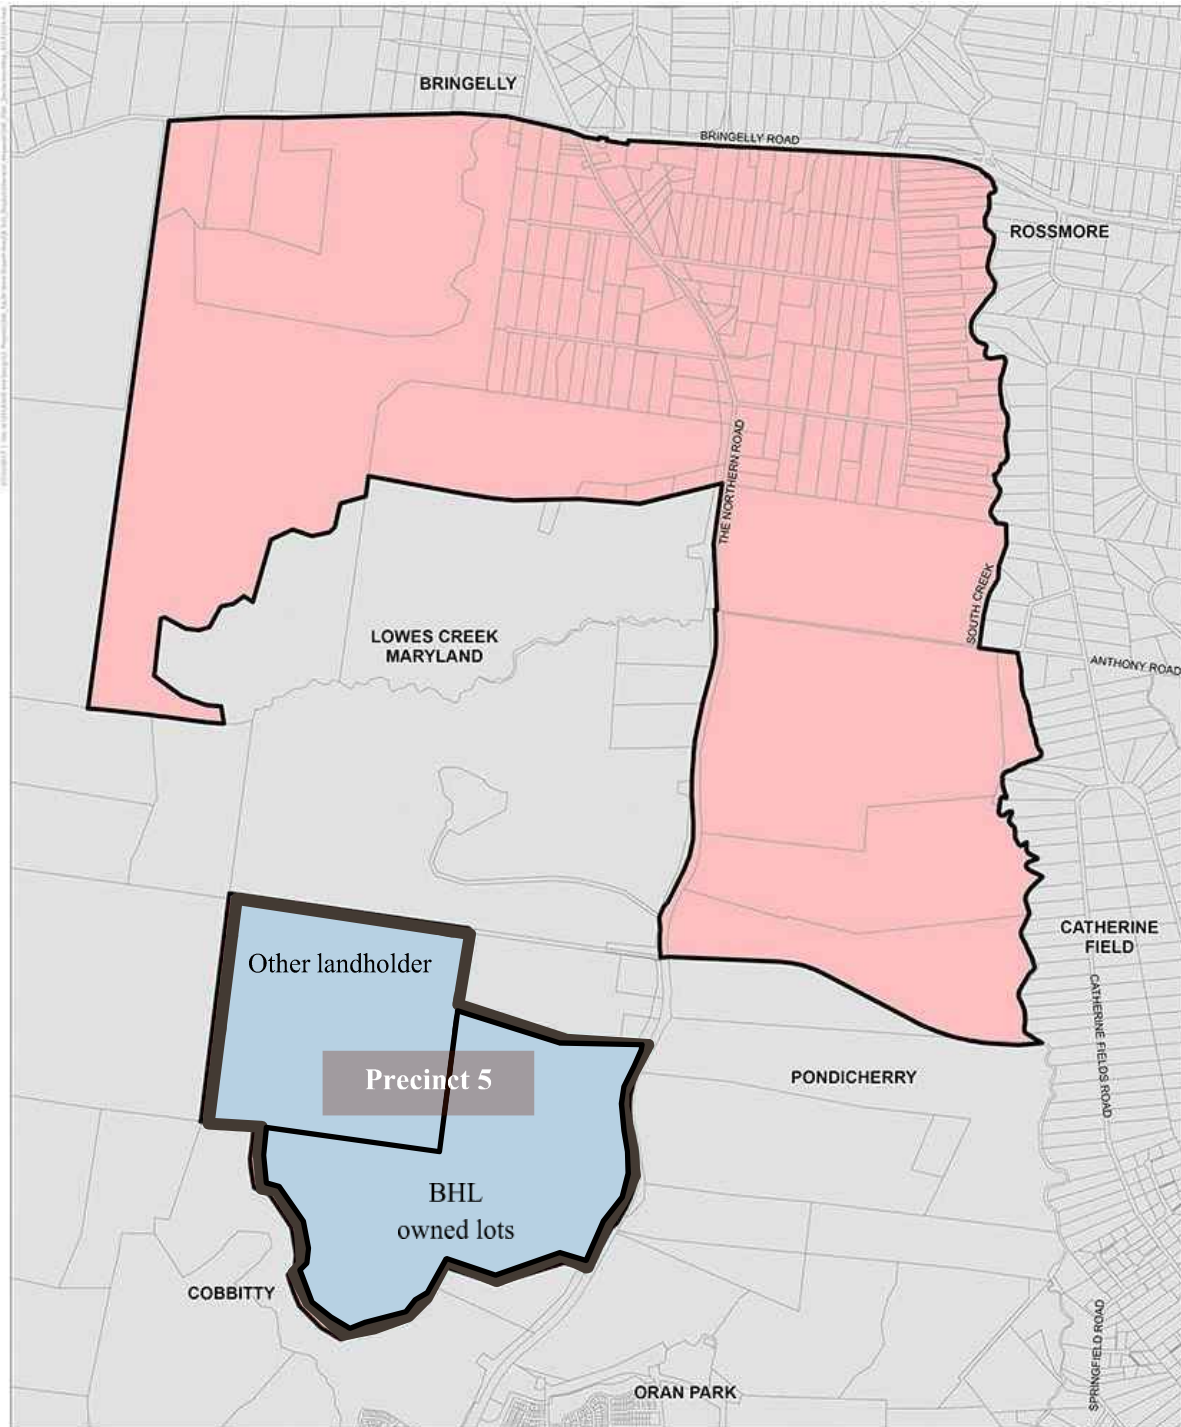 BRINGELLY
BRINGELLY ROAD
ROSSMORE
THE NORTHERN ROAD
SOUTH CREEK
LOWES CREEK
MARYLAND
ANTHONY ROAD
CATHERINE
FIELD
Other landholder
CATHERINE FIELDS ROAD
Precinct 5
PONDICHERRY
BHL
owned lots
COBBITTY
SPRINGFIELD ROAD
ORAN PARK